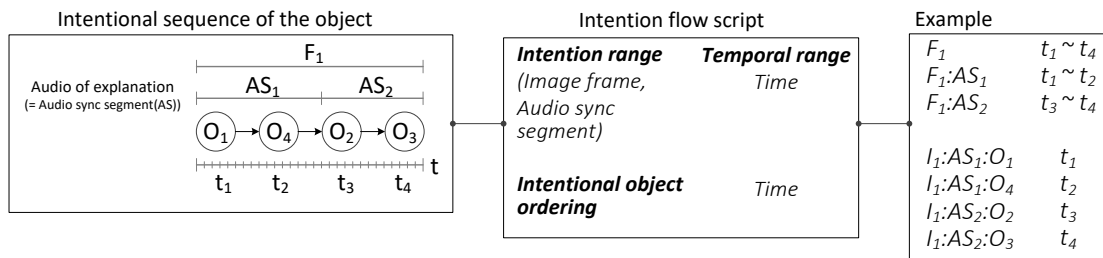 Intentional sequence of the object
F₁
Audio of explanation
(= Audio sync segment(AS))
AS₁ AS₂
O₁ O₄ O₂ O₃
t
t₁ t₂ t₃ t₄
Intention flow script
Intention range Temporal range
(Image frame, Time
Audio sync
segment)
Intentional object Time
ordering
Example
F₁ t₁ ~ t₄
F₁:AS₁ t₁ ~ t₂
F₁:AS₂ t₃ ~ t₄
I₁:AS₁:O₁ t₁
I₁:AS₁:O₄ t₂
I₁:AS₂:O₂ t₃
I₁:AS₂:O₃ t₄